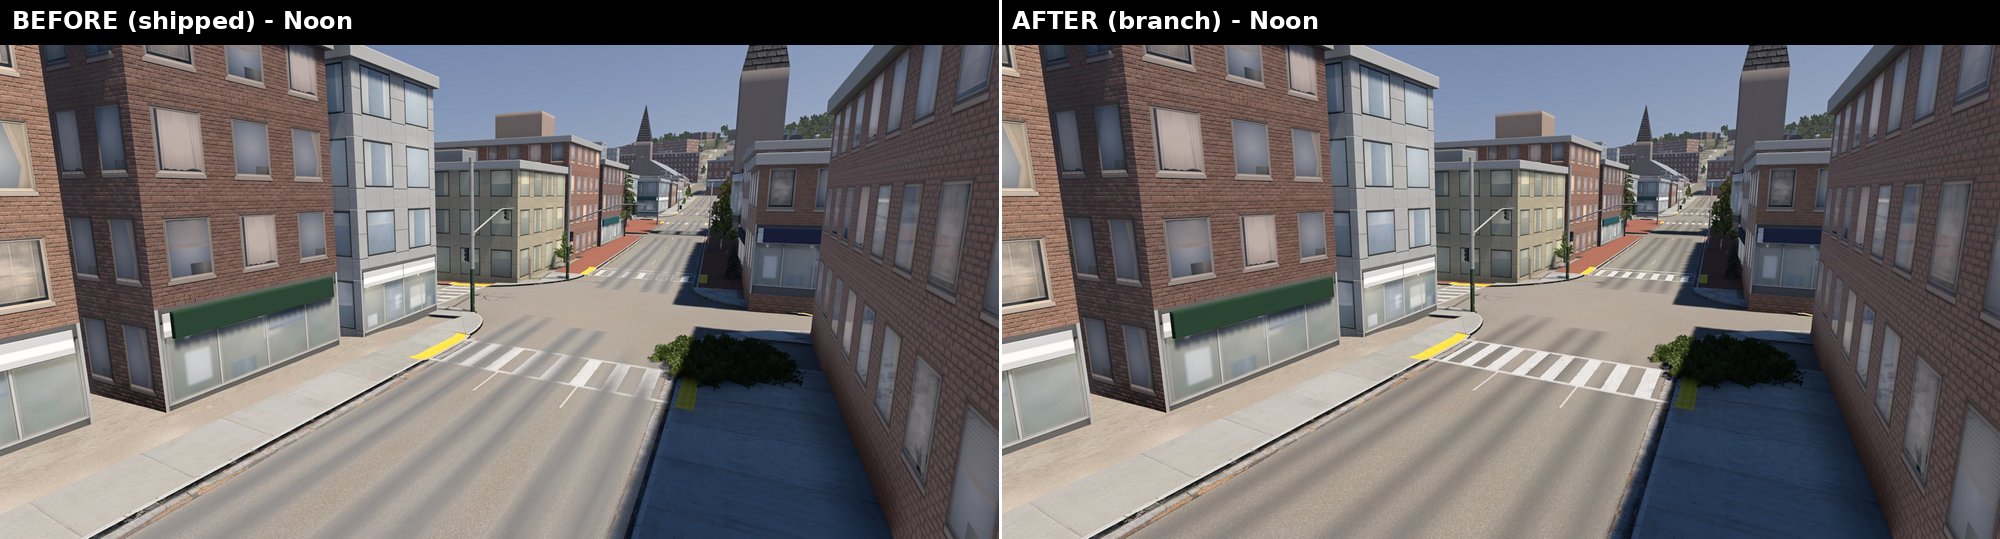 BEFORE (shipped) - Noon
AFTER (branch) - Noon